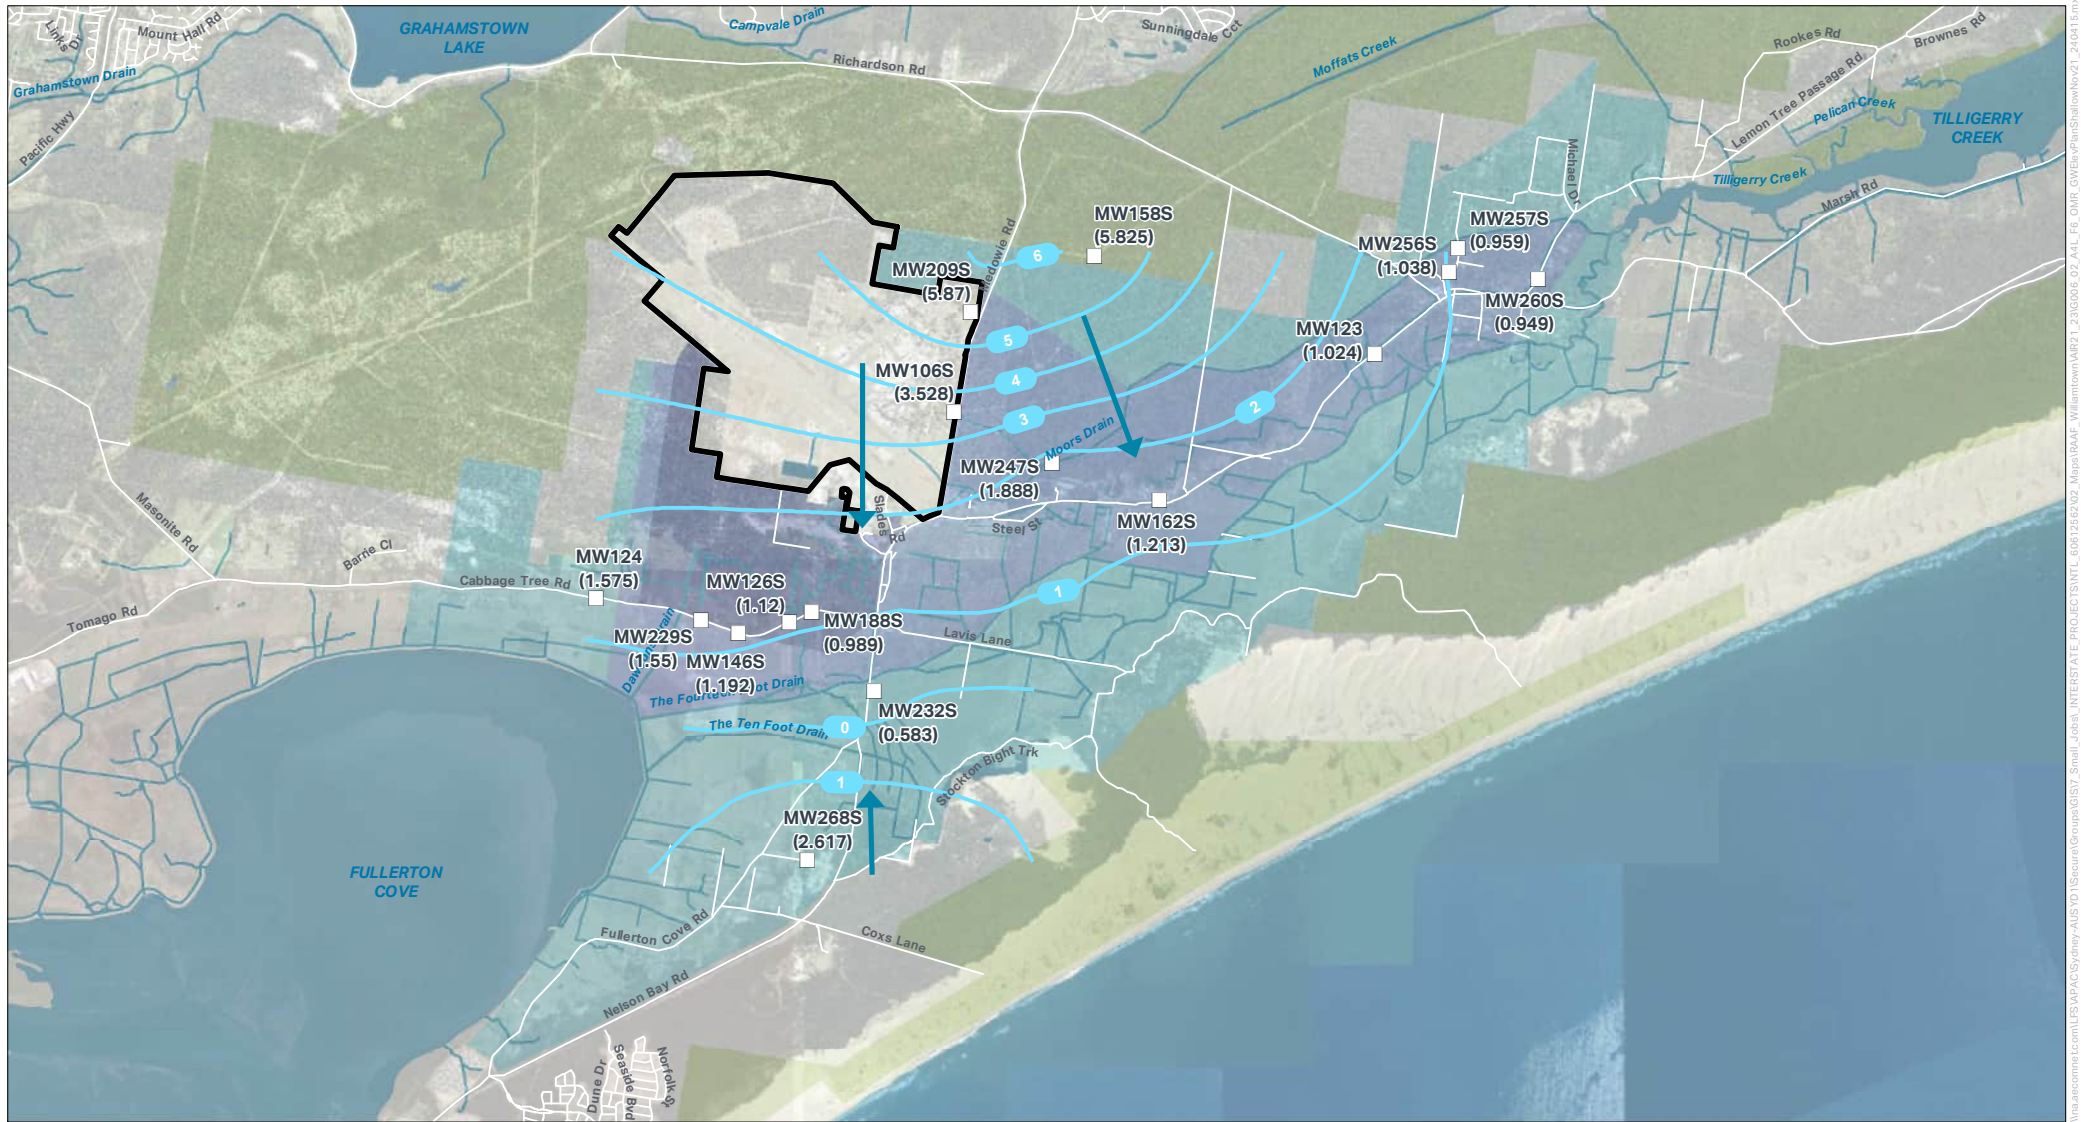 GRAHAMSTOWN
LAKE
Links Dr
Mount Hall Rd
Grahamstown Drain
Pacific Hwy
Campvale Drain
Richardson Rd
Sunningdale Cct
Moffats Creek
Rookes Rd
Brownes Rd
Lemon Tree Passage Rd
Pelican Creek
TILLIGERRY
CREEK
Tilligerry Creek
Marsh Rd
Michael Dr
Medowie Rd
MW158S
(5.825)
MW257S
(0.959)
MW256S
(1.038)
MW260S
(0.949)
MW209S
(5.87)
MW123
(1.024)
MW106S
(3.528)
6
5
4
3
2
Moors Drain
MW247S
(1.888)
MW162S
(1.213)
Steel St
Slades Rd
Masonite Rd
Barrie Cl
Cabbage Tree Rd
Tomago Rd
MW124
(1.575)
MW126S
(1.12)
MW188S
(0.989)
MW229S
(1.55)
MW146S
(1.192)
1
Lavis Lane
The Fourteen Foot Drain
The Ten Foot Drain
0
MW232S
(0.583)
1
Stockton Bight Trk
MW268S
(2.617)
FULLERTON
COVE
Fullerton Cove Rd
Coxs Lane
Nelson Bay Rd
Dune Dr
Seaside Bvd
Norfolk St